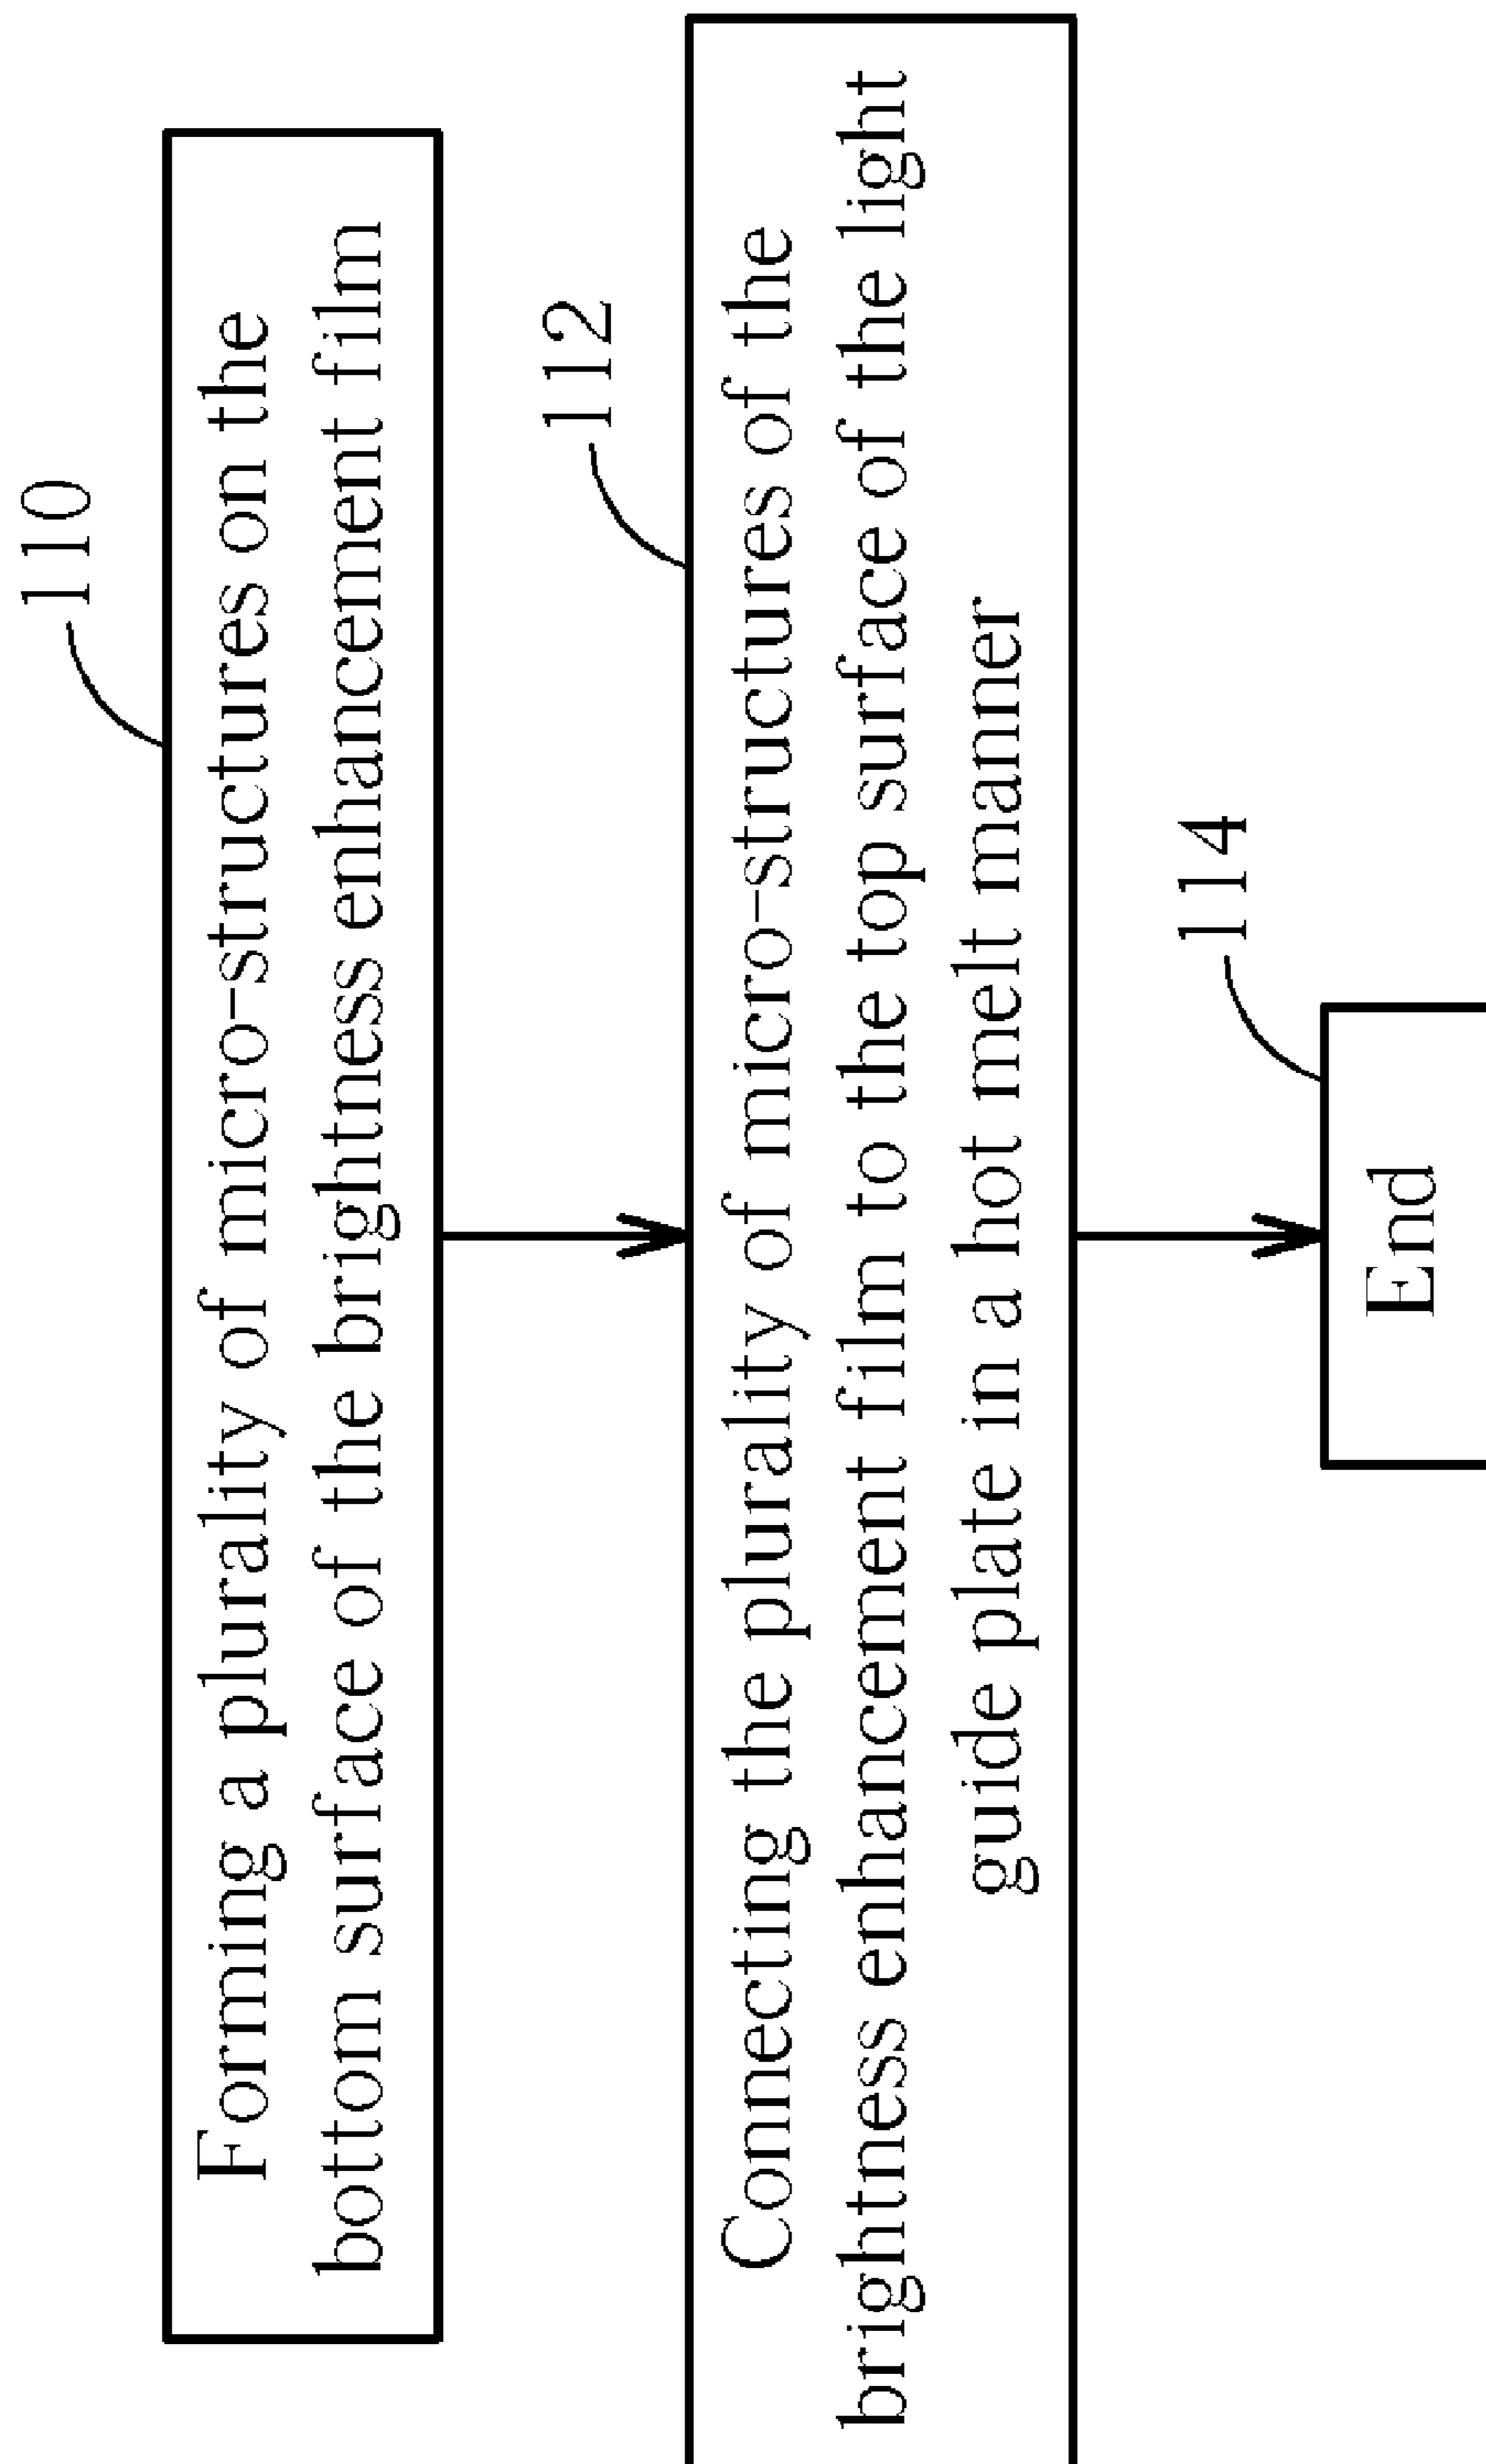 110
Forming a plurality of micro-structures on the
bottom surface of the brightness enhancement film
112
Connecting the plurality of micro-structures of the
brightness enhancement film to the top surface of the light
guide plate in a hot melt manner
114
End